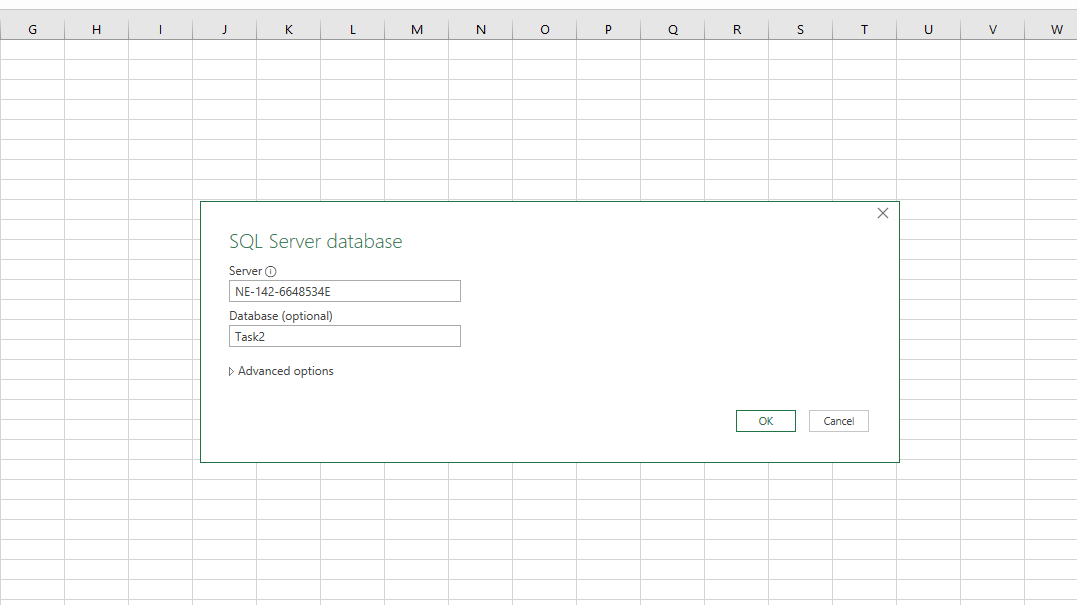 G H I J K L M N O P Q R S T U V W
SQL Server database
Server
NE-142-6648534E
Database (optional)
Task2
Advanced options
OK Cancel